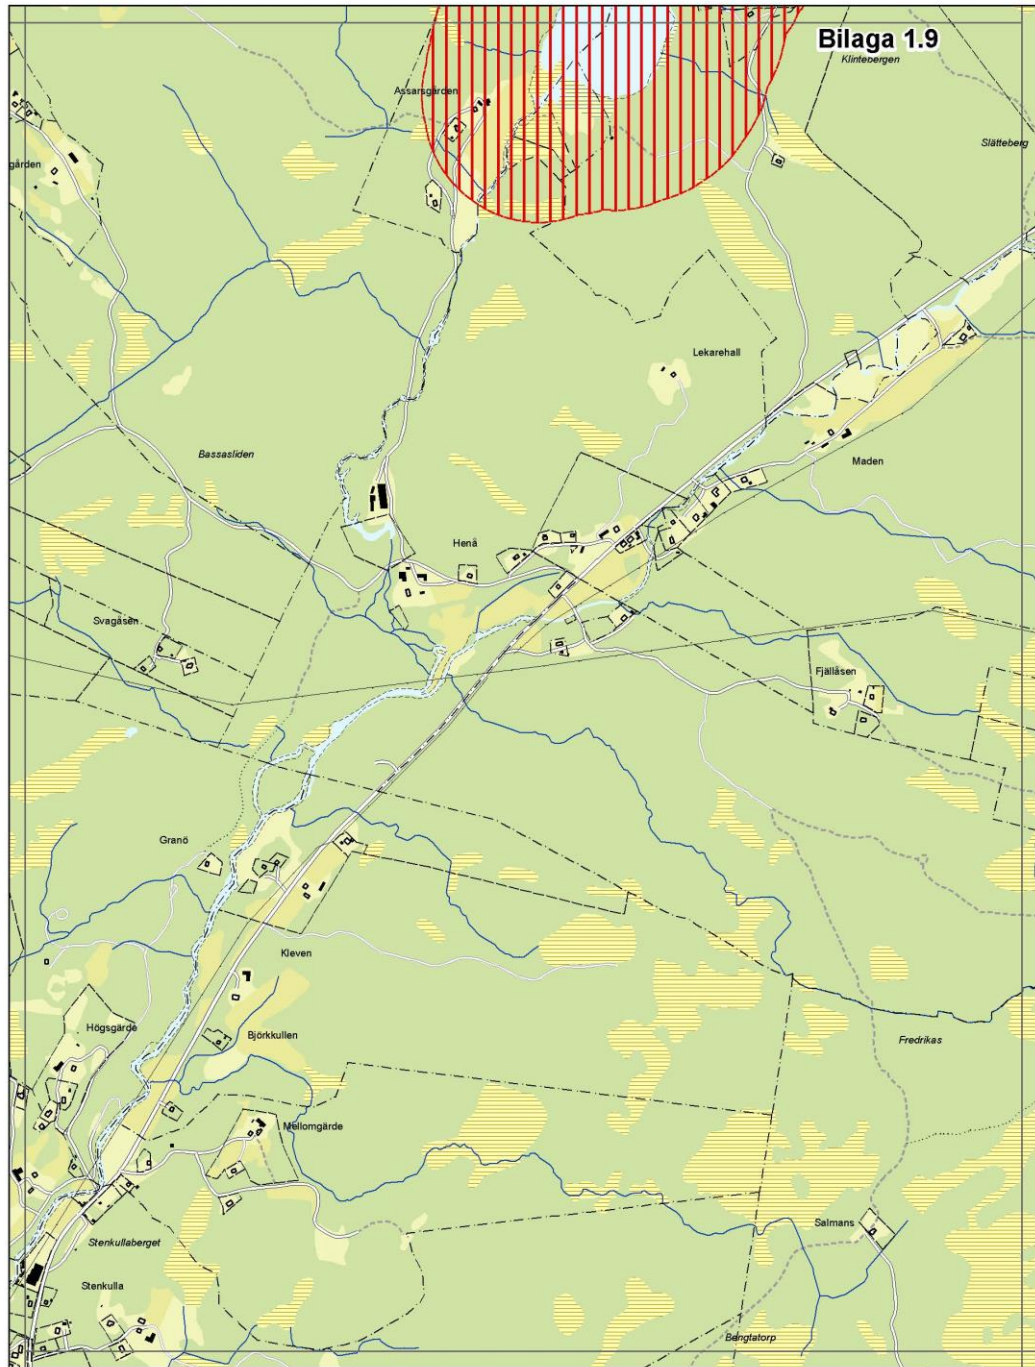 Bilaga 1.9
Klintebergen
Assarsgården
Slätteberg
gården
Lekarehall
Bassasliden
Maden
Henå
Svagåsen
Fjällåsen
Granö
Kleven
Högsgärde
Björkkullen
Fredrikas
Mellomgärde
Salmans
Stenkullaberget
Stenkulla
Bengtatorp